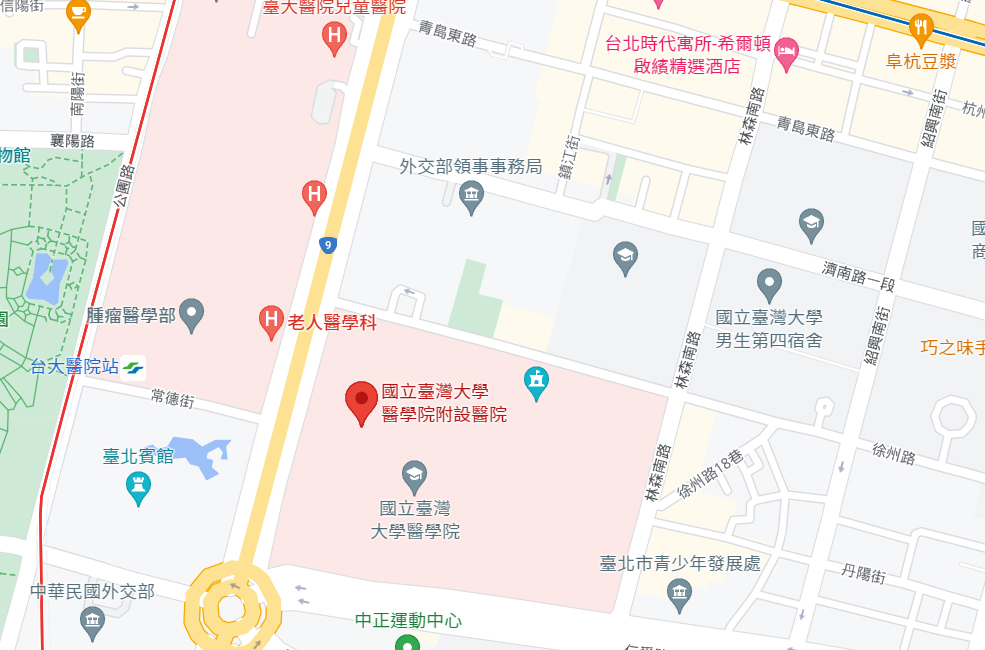 信陽街
臺大醫院兒童醫院
H
青島東路
台北時代寓所-希爾頓
啟繽精選酒店
阜杭豆漿
南陽街
襄陽路
物館
公園路
林森南路
青島東路
紹興南街
杭州
鎮江街
外交部領事事務局
H
9
國
商
濟南路一段
腫瘤醫學部
H
老人醫學科
國立臺灣大學
男生第四宿舍
園
紹興南街
巧之味手
林森南路
台大醫院站
常德街
國立臺灣大學
醫學院附設醫院
臺北賓館
林森南路
徐州路18巷
徐州路
國立臺灣
大學醫學院
臺北市青少年發展處
丹陽街
中華民國外交部
中正運動中心